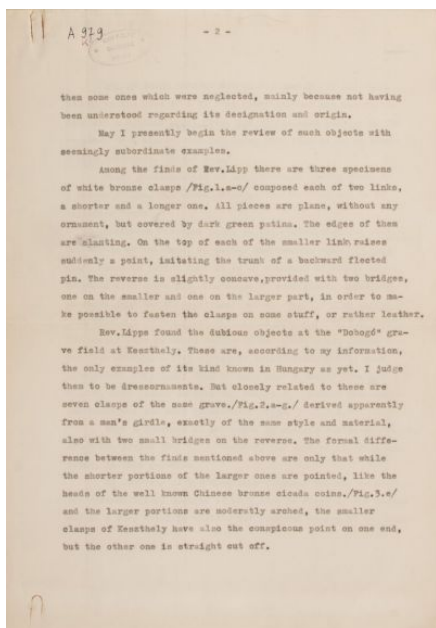 A 979
- 2 -
them some ones which were neglected, mainly because not having
been understood regarding its designation and origin.
May I presently begin the review of such objects with
seemingly subordinate examples.
Among the finds of Rev.Lipp there are three specimens
of white bronze clasps /Fig.1.a-c/ composed each of two links,
a shorter and a longer one. All pieces are plane, without any
ornament, but covered by dark green patina. The edges of them
are slanting. On the top of each of the smaller link raises
suddenly a point, imitating the trunk of a backward flected
pin. The reverse is slightly concave,provided with two bridges,
one on the smaller and one on the larger part, in order to ma-
ke possible to fasten the clasps on some stuff, or rather leather.
Rev.Lipps found the dubious objects at the "Dobogó" gra-
ve field at Keszthely. These are, according to my information,
the only examples of its kind known in Hungary as yet. I judge
them to be dressornaments. But closely related to these are
seven clasps of the same grave./Fig.2.a-g./ derived apparently
from a man's girdle, exactly of the same style and material,
also with two small bridges on the reverse. The formal diffe-
rence between the finds mentioned above are only that while
the shorter portions of the larger ones are pointed, like the
heads of the well known Chinese bronze cicada coins./Fig.3.e/
and the larger portions are moderatly arched, the smaller
clasps of Keszthely have also the conspicous point on one end,
but the other one is straight cut off.